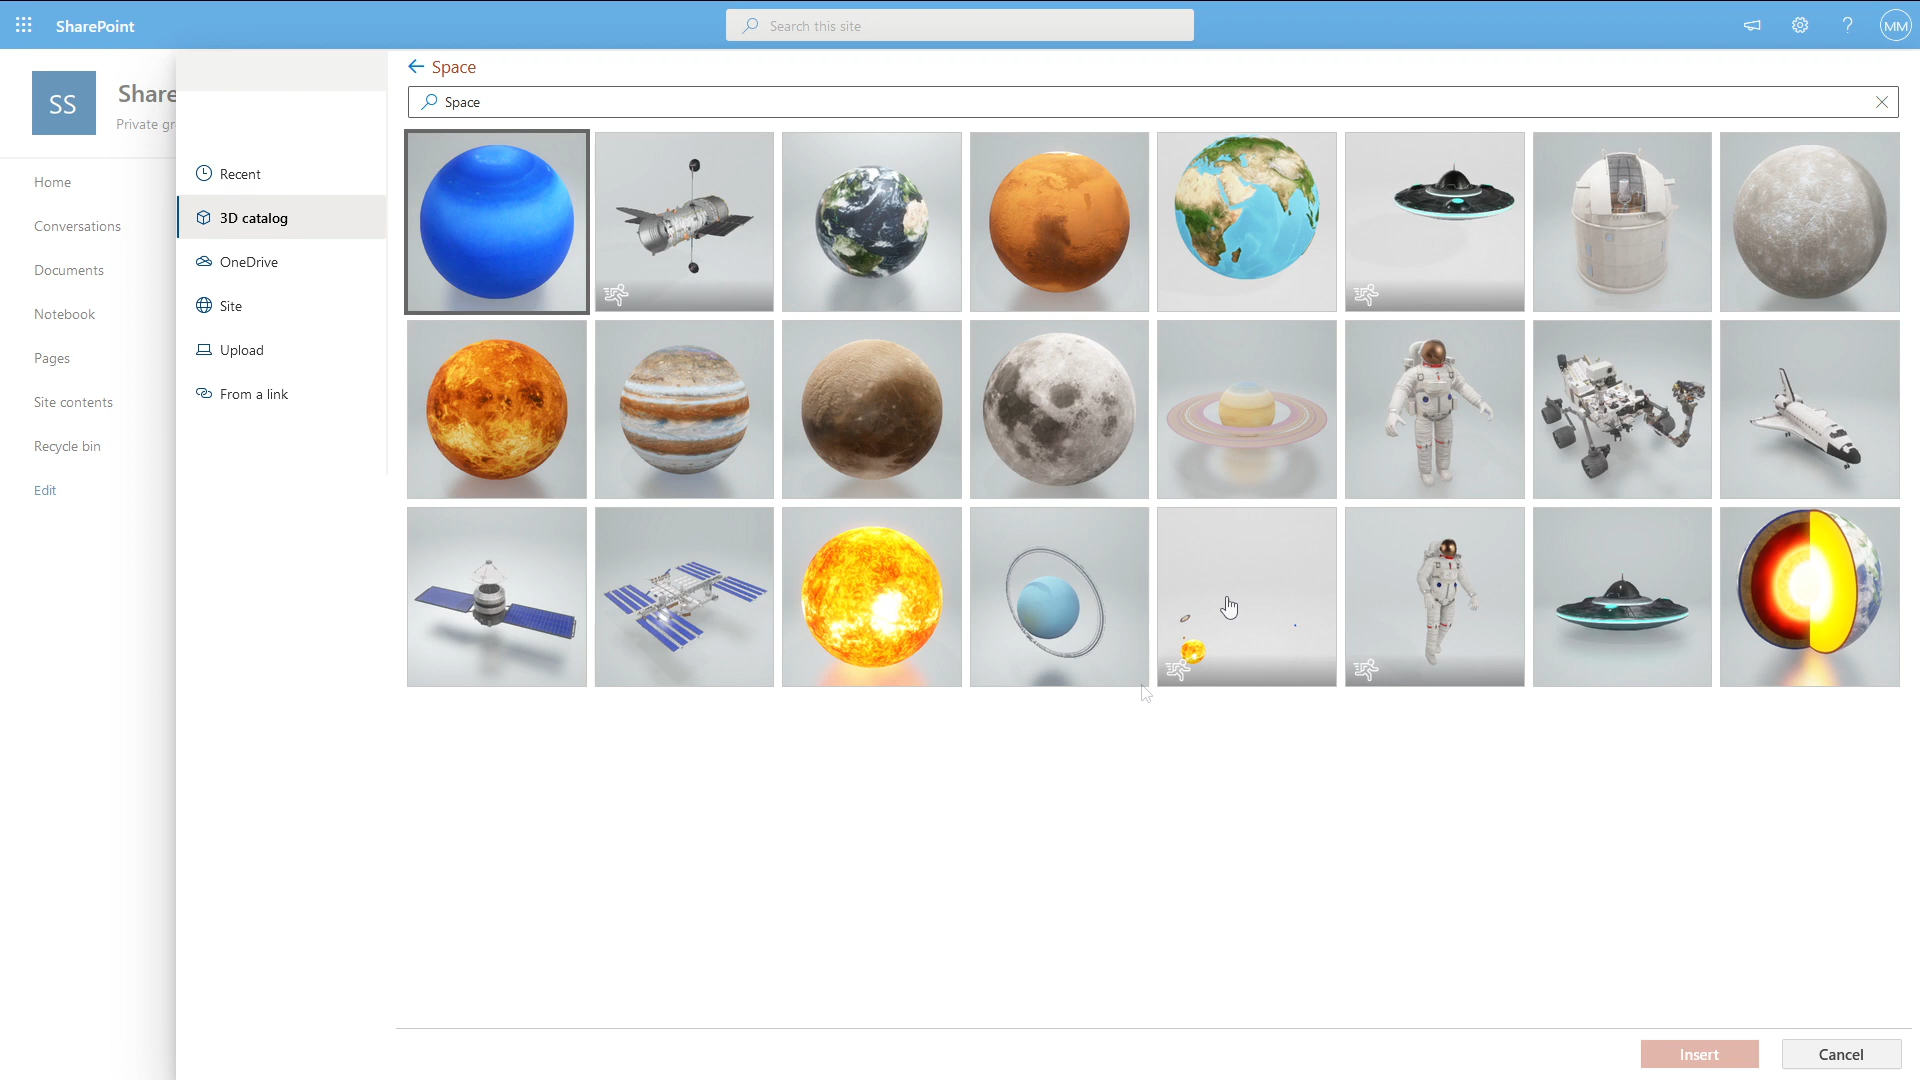 SharePoint
Search this site
MM
SS
Share
Private gr
Home
Conversations
Documents
Notebook
Pages
Site contents
Recycle bin
Edit
Recent
3D catalog
OneDrive
Site
Upload
From a link
Space
Space
Insert
Cancel